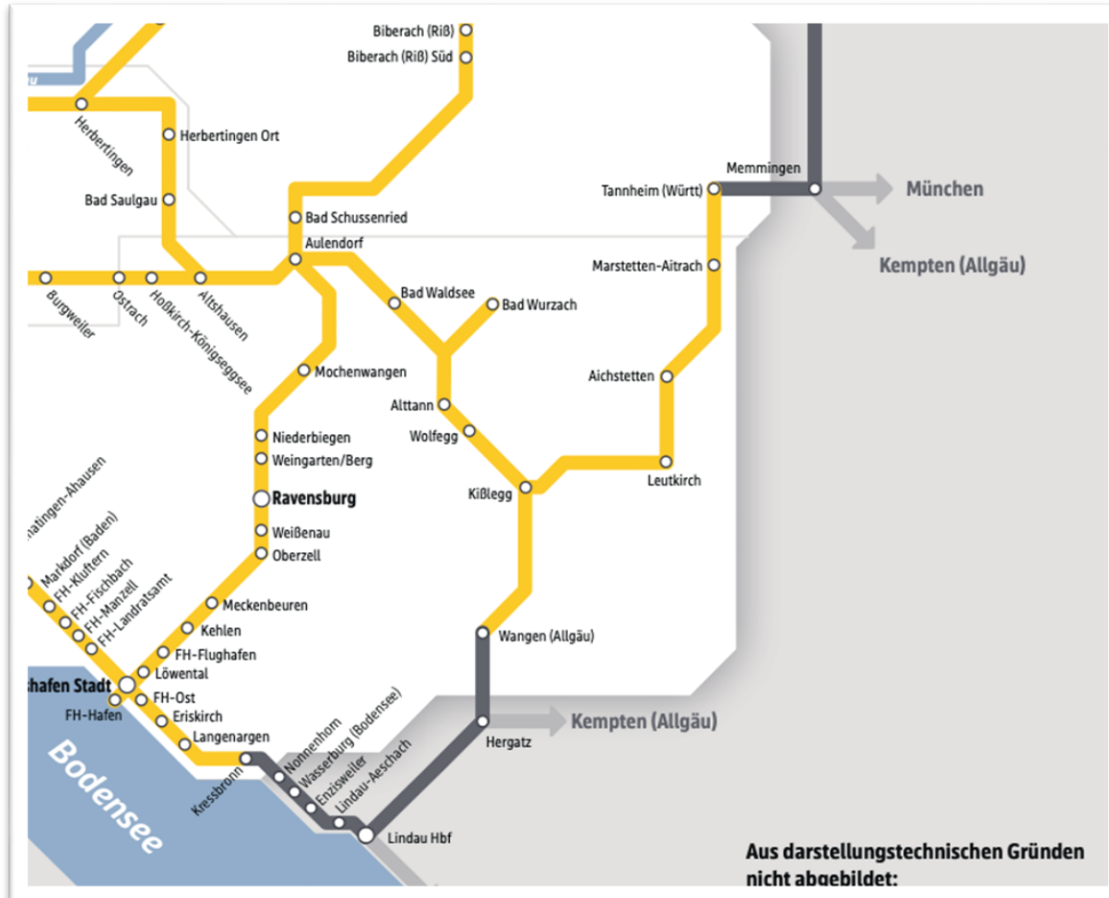 Biberach (Riß)
Biberach (Riß) Süd
Herbertingen
Herbertingen Ort
Bad Saulgau
Memmingen
Tannheim (Württ)
München
Bad Schussenried
Aulendorf
Marstetten-Aitrach
Kempten (Allgäu)
Burgweiler
Ostrach
Hoßkirch-Königseggsee
Altshausen
Bad Waldsee
Bad Wurzach
Mochenwangen
Aichstetten
Alttann
Wolfegg
Niederbiegen
Weingarten/Berg
Kißlegg
Leutkirch
Ravensburg
Weißenau
Oberzell
atingen-Ahausen
Markdorf (Baden)
FH-Kluftern
FH-Fischbach
FH-Manzell
FH-Landratsamt
Meckenbeuren
Kehlen
FH-Flughafen
Löwental
Wangen (Allgäu)
shafen Stadt
FH-Hafen
FH-Ost
Eriskirch
Langenargen
Kressbronn
Nonnenhorn
Wasserburg (Bodensee)
Enzisweiler
Lindau-Aeschach
Kempten (Allgäu)
Hergatz
Lindau Hbf
Bodensee
Aus darstellungstechnischen Gründen
nicht abgebildet: